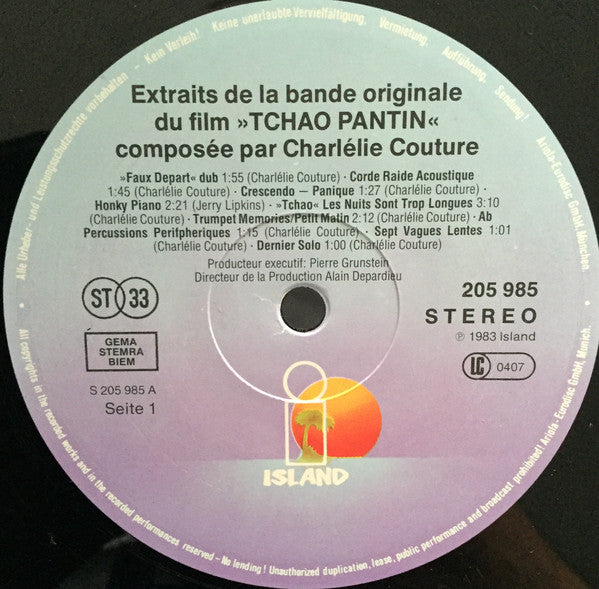 Alle Urheber- und Leistungsschutzrechte vorbehalten - Kein Verleih! Keine unerlaubte Vervielfältigung, Vermietung, Aufführung, Sendung! Ariola-Eurodisc GmbH, München.
Extraits de la bande originale
du film »TCHAO PANTIN«
composée par Charlélie Couture
»Faux Depart« dub 1:55 (Charlélie Couture) · Corde Raide Acoustique
1:45 (Charlélie Couture) · Crescendo – Panique 1:27 (Charlélie Couture) ·
Honky Piano 2:21 (Jerry Lipkins) · »Tchao« Les Nuits Sont Trop Longues 3:10
(Charlélie Couture) · Trumpet Memories/Petit Matin 2:12 (Charlélie Couture) · Ab
Percussions Perifpheriques 1:15 (Charlélie Couture) · Sept Vagues Lentes 1:01
(Charlélie Couture) · Dernier Solo 1:00 (Charlélie Couture)
Producteur executif: Pierre Grunstein
Directeur de la Production Alain Depardieu
ST 33
205 985
STEREO
℗ 1983 Island
GEMA
STEMRA
BIEM
LC 0407
S 205 985 A
Seite 1
ISLAND
All copyrights in the recorded works and in the recorded performances reserved – No lending! Unauthorized duplication, lease, public performance and broadcast prohibited! Ariola-Eurodisc GmbH, Munich.